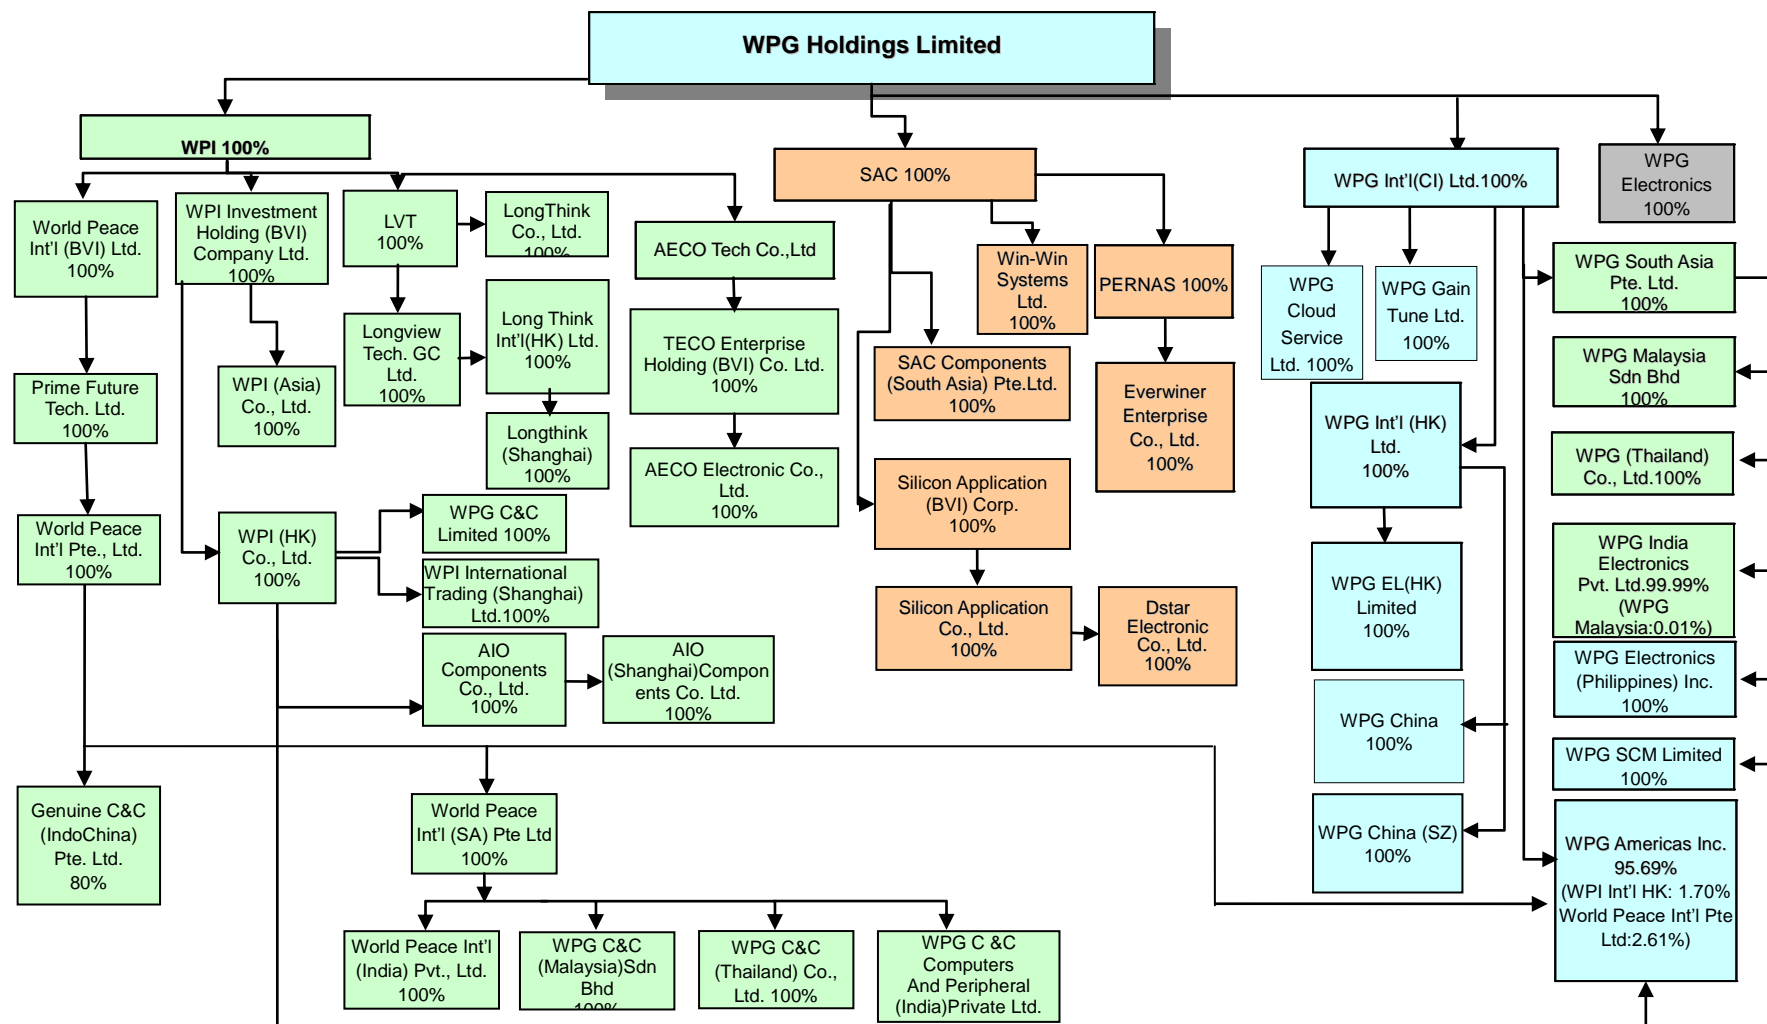 WPG Holdings Limited
WPI 100%
SAC 100%
WPG Int'l(CI) Ltd.100%
WPG
Electronics
100%
World Peace
Int'l (BVI) Ltd.
100%
WPI Investment
Holding (BVI)
Company Ltd.
100%
LVT
100%
LongThink
Co., Ltd.
100%
AECO Tech Co.,Ltd
Win-Win
Systems
Ltd.
100%
PERNAS 100%
WPG
Cloud
Service
Ltd. 100%
WPG Gain
Tune Ltd.
100%
WPG South Asia
Pte. Ltd.
100%
Prime Future
Tech. Ltd.
100%
WPI (Asia)
Co., Ltd.
100%
Longview
Tech. GC
Ltd.
100%
Long Think
Int'l(HK) Ltd.
100%
TECO Enterprise
Holding (BVI) Co. Ltd.
100%
SAC Components
(South Asia) Pte.Ltd.
100%
Everwiner
Enterprise
Co., Ltd.
100%
WPG Malaysia
Sdn Bhd
100%
Longthink
(Shanghai)
100%
AECO Electronic Co.,
Ltd.
100%
Silicon Application
(BVI) Corp.
100%
WPG Int'l (HK)
Ltd.
100%
WPG (Thailand)
Co., Ltd.100%
World Peace
Int'l Pte., Ltd.
100%
WPI (HK)
Co., Ltd.
100%
WPG C&C
Limited 100%
WPI International
Trading (Shanghai)
Ltd.100%
WPG India
Electronics
Pvt. Ltd.99.99%
(WPG
Malaysia:0.01%)
AIO
Components
Co., Ltd.
100%
AIO
(Shanghai)Compon
ents Co. Ltd.
100%
Silicon Application
Co., Ltd.
100%
Dstar
Electronic
Co., Ltd.
100%
WPG EL(HK)
Limited
100%
WPG Electronics
(Philippines) Inc.
100%
WPG China
100%
WPG SCM Limited
100%
Genuine C&C
(IndoChina)
Pte. Ltd.
80%
World Peace
Int'l (SA) Pte Ltd
100%
WPG China (SZ)
100%
WPG Americas Inc.
95.69%
(WPI Int'l HK: 1.70%
World Peace Int'l Pte
Ltd:2.61%)
World Peace Int'l
(India) Pvt., Ltd.
100%
WPG C&C
(Malaysia)Sdn
Bhd
100%
WPG C&C
(Thailand) Co.,
Ltd. 100%
WPG C &C
Computers
And Peripheral
(India)Private Ltd.